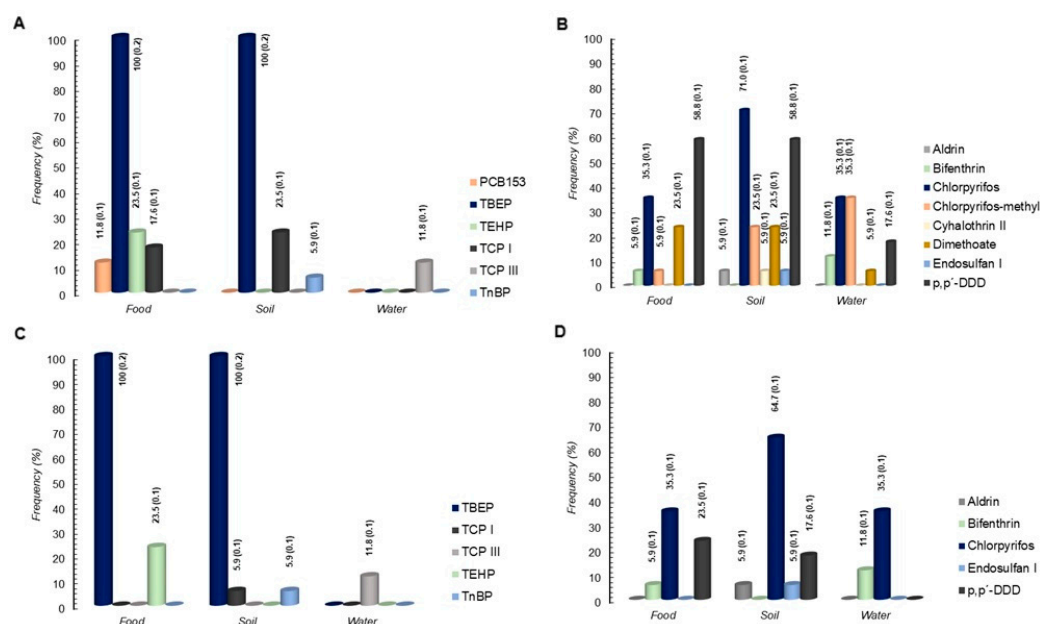 A
Frequency (%)
100
90
80
70
60
50
40
30
20
10
0
11.8 (0.1)
100 (0.2)
23.5 (0.1)
17.6 (0.1)
100 (0.2)
23.5 (0.1)
5.9 (0.1)
11.8 (0.1)
Food
Soil
Water
PCB153
TBEP
TEHP
TCP I
TCP III
TnBP
B
Frequency (%)
100
90
80
70
60
50
40
30
20
10
0
5.9 (0.1)
35.3 (0.1)
5.9 (0.1)
23.5 (0.1)
58.8 (0.1)
5.9 (0.1)
71.0 (0.1)
23.5 (0.1)
5.9 (0.1)
23.5 (0.1)
5.9 (0.1)
58.8 (0.1)
11.8 (0.1)
35.3 (0.1)
35.3 (0.1)
5.9 (0.1)
17.6 (0.1)
Food
Soil
Water
Aldrin
Bifenthrin
Chlorpyrifos
Chlorpyrifos-methyl
Cyhalothrin II
Dimethoate
Endosulfan I
p,p´-DDD
C
Frequency (%)
100
90
80
70
60
50
40
30
20
10
0
100 (0.2)
23.5 (0.1)
100 (0.2)
5.9 (0.1)
5.9 (0.1)
11.8 (0.1)
Food
Soil
Water
TBEP
TCP I
TCP III
TEHP
TnBP
D
Frequency (%)
100
90
80
70
60
50
40
30
20
10
0
5.9 (0.1)
35.3 (0.1)
23.5 (0.1)
5.9 (0.1)
64.7 (0.1)
5.9 (0.1)
17.6 (0.1)
11.8 (0.1)
35.3 (0.1)
Food
Soil
Water
Aldrin
Bifenthrin
Chlorpyrifos
Endosulfan I
p,p´-DDD